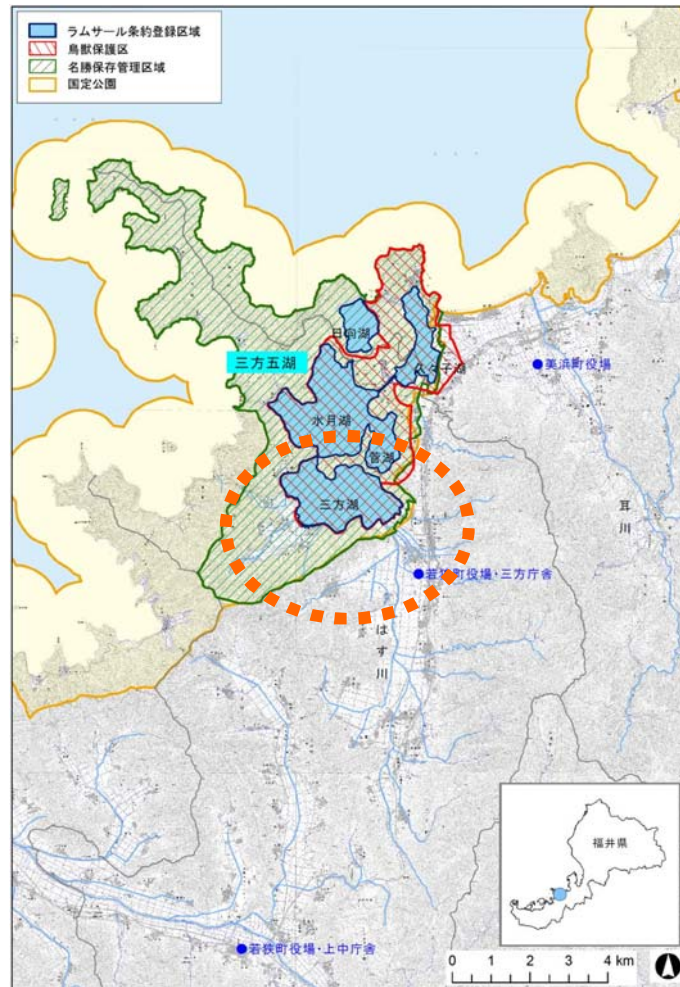 ラムサール条約登録区域
鳥獣保護区
名勝保存管理区域
国定公園
日向湖
三方五湖
久々子湖
美浜町役場
水月湖
菅湖
三方湖
耳川
若狭町役場・三方庁舎
はす川
福井県
若狭町役場・上中庁舎
0 1 2 3 4 km